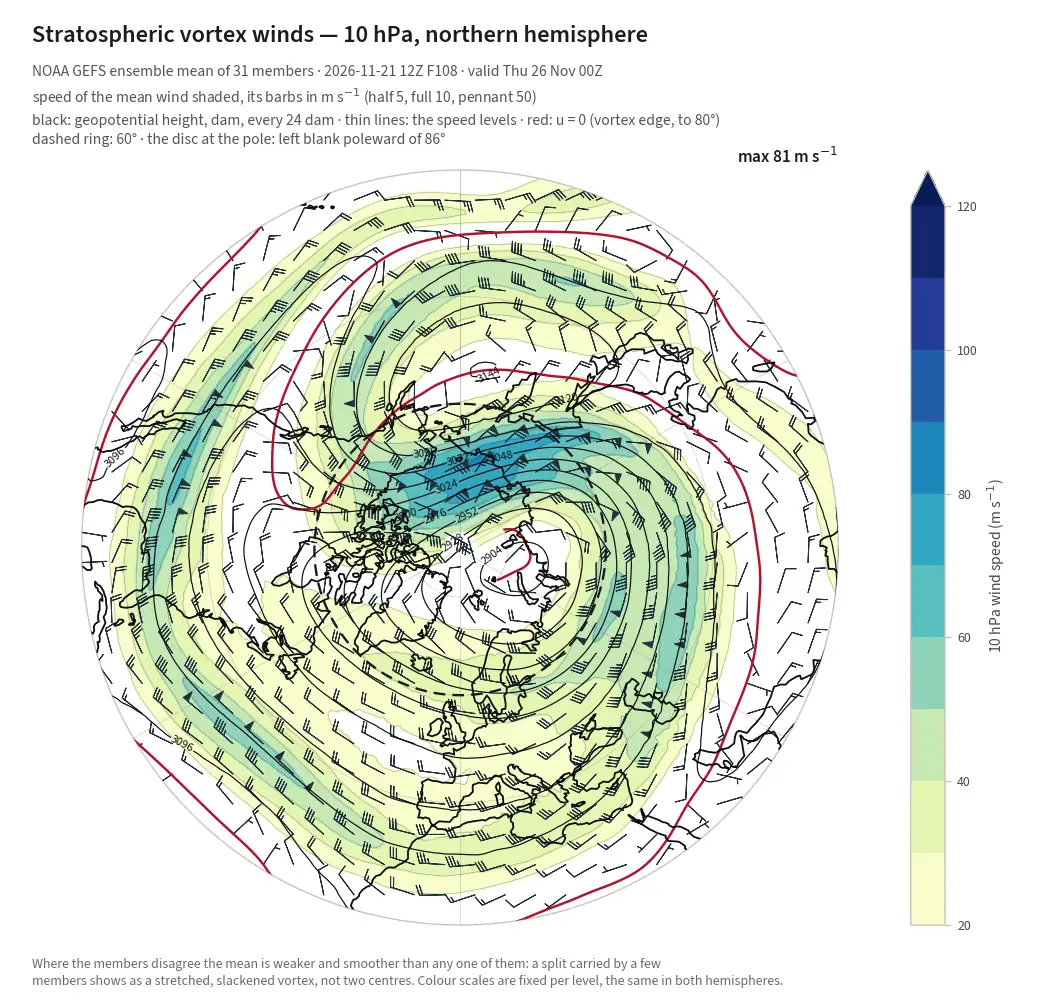 Stratospheric vortex winds — 10 hPa, northern hemisphere
NOAA GEFS ensemble mean of 31 members · 2026-11-21 12Z F108 · valid Thu 26 Nov 00Z
speed of the mean wind shaded, its barbs in m s⁻¹ (half 5, full 10, pennant 50)
black: geopotential height, dam, every 24 dam · thin lines: the speed levels · red: u = 0 (vortex edge, to 80°)
dashed ring: 60° · the disc at the pole: left blank poleward of 86°
max 81 m s⁻¹
120
100
80
60
40
20
10 hPa wind speed (m s⁻¹)
3144
3096
3048
3024
2952
2904
3096
Where the members disagree the mean is weaker and smoother than any one of them: a split carried by a few
members shows as a stretched, slackened vortex, not two centres. Colour scales are fixed per level, the same in both hemispheres.